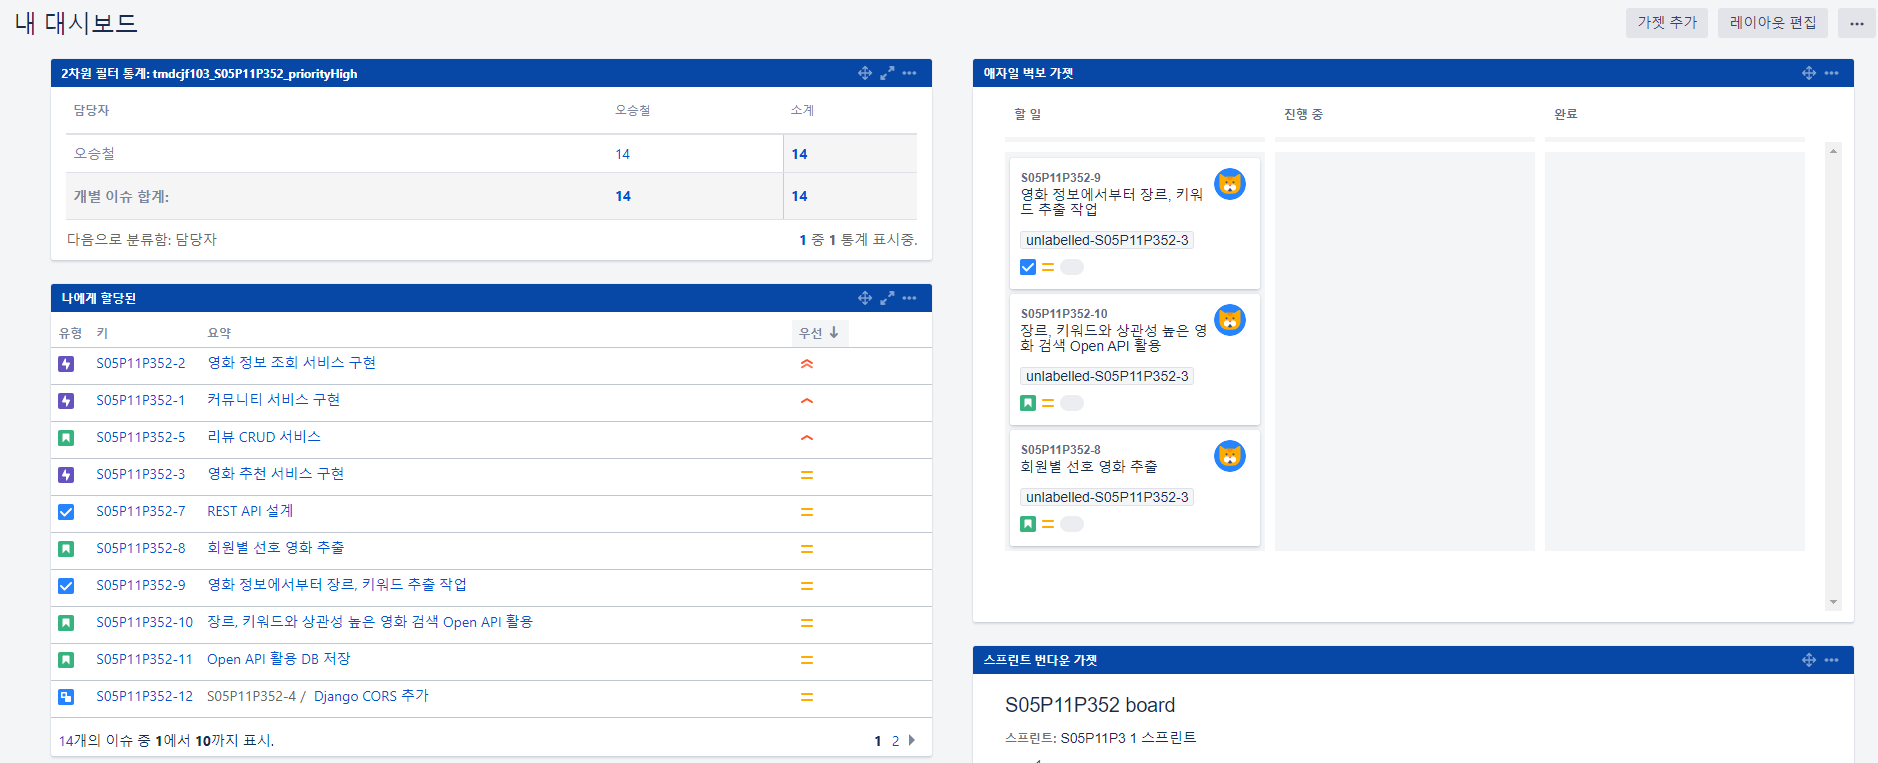 내 대시보드
가젯 추가
레이아웃 편집
2차원 필터 통계: tmdcjf103_S05P11P352_priorityHigh
담당자 오승철 소계
오승철 14 14
개별 이슈 합계: 14 14
다음으로 분류함: 담당자
1 중 1 통계 표시중.
나에게 할당된
유형 키 요약 우선
S05P11P352-2 영화 정보 조회 서비스 구현
S05P11P352-1 커뮤니티 서비스 구현
S05P11P352-5 리뷰 CRUD 서비스
S05P11P352-3 영화 추천 서비스 구현
S05P11P352-7 REST API 설계
S05P11P352-8 회원별 선호 영화 추출
S05P11P352-9 영화 정보에서부터 장르, 키워드 추출 작업
S05P11P352-10 장르, 키워드와 상관성 높은 영화 검색 Open API 활용
S05P11P352-11 Open API 활용 DB 저장
S05P11P352-12 S05P11P352-4 / Django CORS 추가
14개의 이슈 중 1에서 10까지 표시.
1 2
애자일 벽보 가젯
할 일 진행 중 완료
S05P11P352-9
영화 정보에서부터 장르, 키워
드 추출 작업
unlabelled-S05P11P352-3
S05P11P352-10
장르, 키워드와 상관성 높은 영
화 검색 Open API 활용
unlabelled-S05P11P352-3
S05P11P352-8
회원별 선호 영화 추출
unlabelled-S05P11P352-3
스프린트 번다운 가젯
S05P11P352 board
스프린트: S05P11P3 1 스프린트